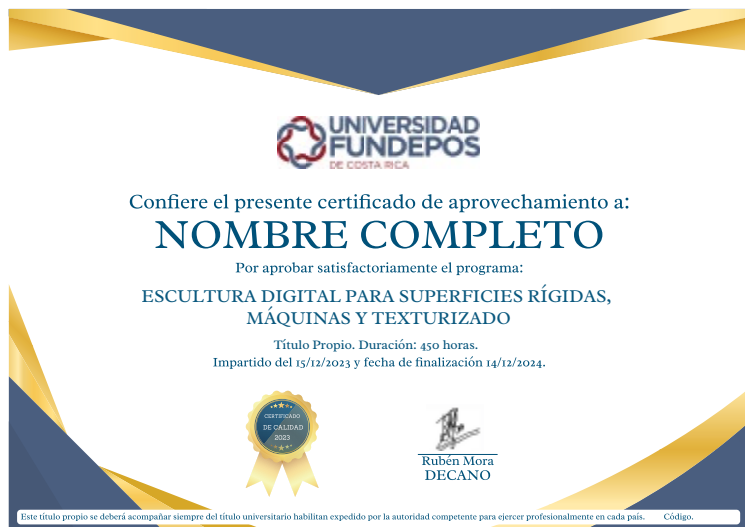 UNIVERSIDAD
FUNDEPOS
DE COSTA RICA
Confiere el presente certificado de aprovechamiento a:
NOMBRE COMPLETO
Por aprobar satisfactoriamente el programa:
ESCULTURA DIGITAL PARA SUPERFICIES RÍGIDAS,
MÁQUINAS Y TEXTURIZADO
Título Propio. Duración: 450 horas.
Impartido del 15/12/2023 y fecha de finalización 14/12/2024.
CERTIFICADO
DE CALIDAD
2023
Rubén Mora
DECANO
Este título propio se deberá acompañar siempre del título universitario habilitan expedido por la autoridad competente para ejercer profesionalmente en cada país. Código.